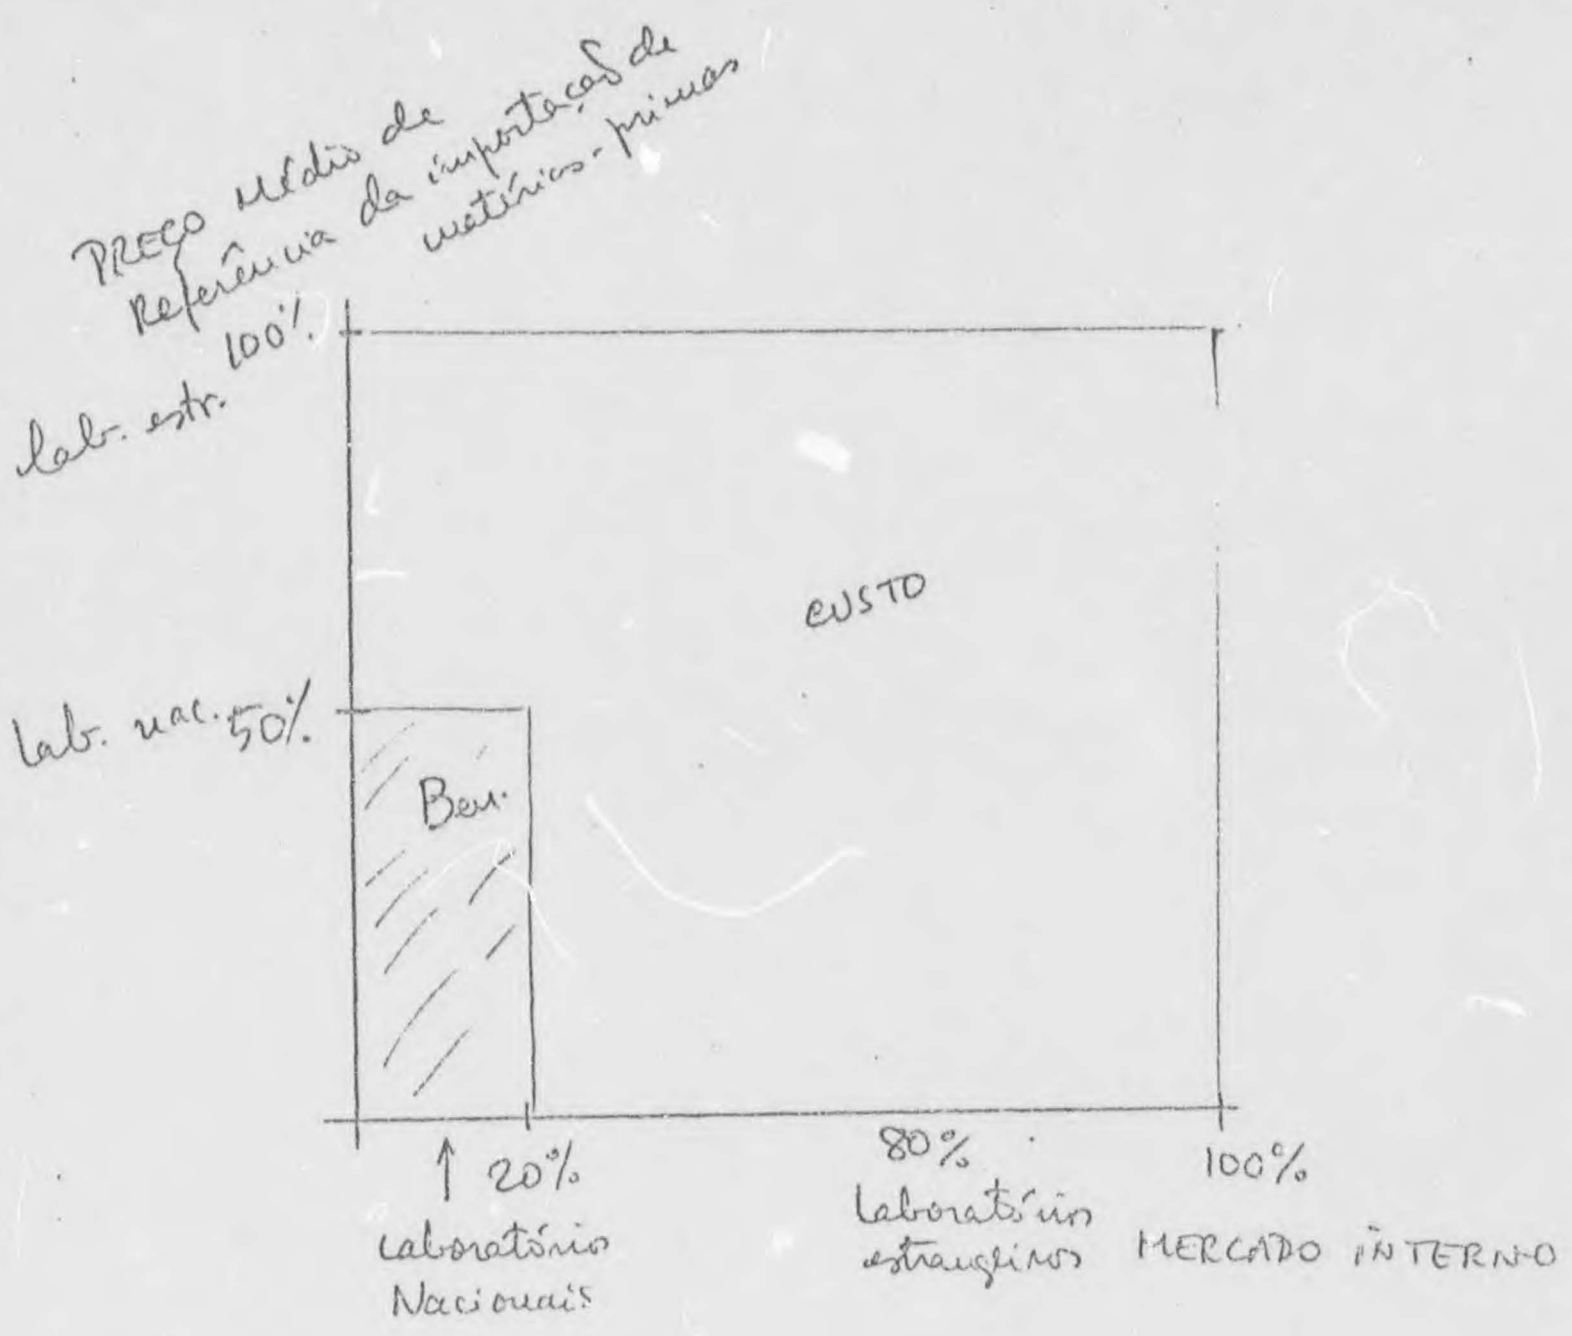 PREÇO Médio de
Referência da importação de
matérias-primas
100%
lab. estr.
CUSTO
lab. nac. 50%
Ben.
20%
Laboratórios
Nacionais
80%
Laboratórios
estrangeiros
100%
MERCADO INTERNO